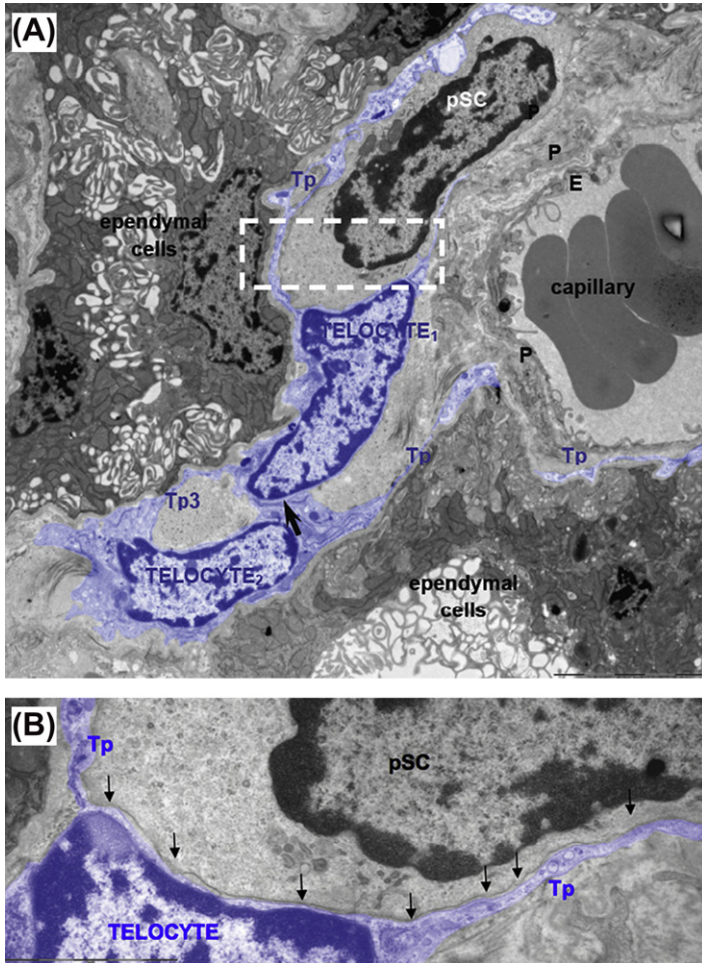 (A)
pSC
P
P
Tp
E
ependymal
cells
capillary
TELOCYTE1
P
Tp
Tp
Tp3
TELOCYTE2
ependymal
cells
(B)
Tp
pSC
Tp
TELOCYTE